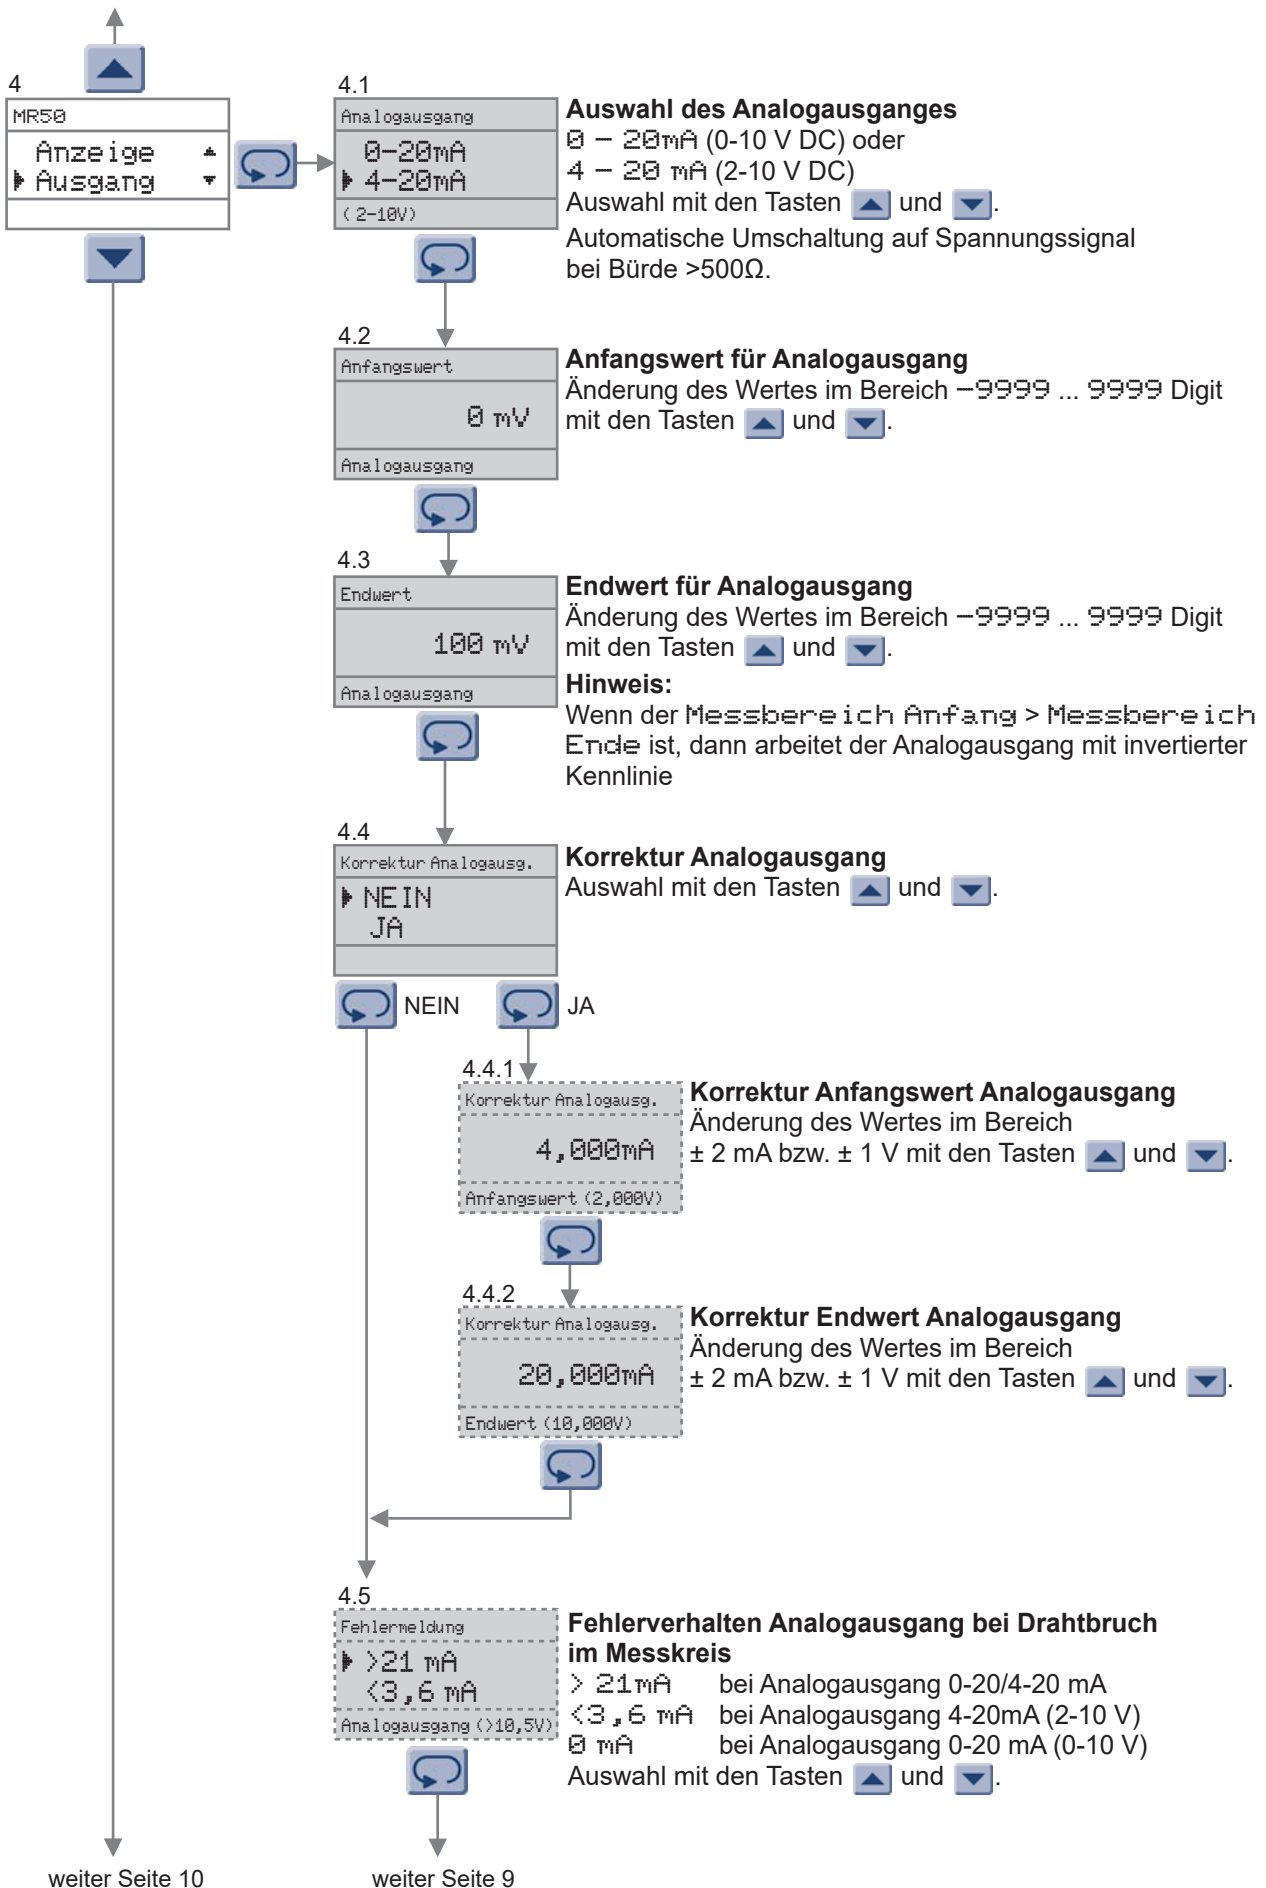 4
MR50
Anzeige
Ausgang
4.1
Analogausgang
0-20mA
4-20mA
(2-10V)
Auswahl des Analogausganges
0 - 20mA (0-10 V DC) oder
4 - 20 mA (2-10 V DC)
Auswahl mit den Tasten und .
Automatische Umschaltung auf Spannungssignal
bei Bürde >500Ω.
4.2
Anfangswert
0 mV
Analogausgang
Anfangswert für Analogausgang
Änderung des Wertes im Bereich -9999 ... 9999 Digit
mit den Tasten und .
4.3
Endwert
100 mV
Analogausgang
Endwert für Analogausgang
Änderung des Wertes im Bereich -9999 ... 9999 Digit
mit den Tasten und .
Hinweis:
Wenn der Messbereich Anfang > Messbereich
Ende ist, dann arbeitet der Analogausgang mit invertierter
Kennlinie
4.4
Korrektur Analogausg.
NEIN
JA
Korrektur Analogausgang
Auswahl mit den Tasten und .
NEIN
JA
4.4.1
Korrektur Analogausg.
4,000mA
Anfangswert (2,000V)
Korrektur Anfangswert Analogausgang
Änderung des Wertes im Bereich
± 2 mA bzw. ± 1 V mit den Tasten und .
4.4.2
Korrektur Analogausg.
20,000mA
Endwert (10,000V)
Korrektur Endwert Analogausgang
Änderung des Wertes im Bereich
± 2 mA bzw. ± 1 V mit den Tasten und .
4.5
Fehlermeldung
>21 mA
<3,6 mA
Analogausgang (>10,5V)
Fehlerverhalten Analogausgang bei Drahtbruch
im Messkreis
> 21mA bei Analogausgang 0-20/4-20 mA
<3,6 mA bei Analogausgang 4-20mA (2-10 V)
0 mA bei Analogausgang 0-20 mA (0-10 V)
Auswahl mit den Tasten und .
weiter Seite 10
weiter Seite 9